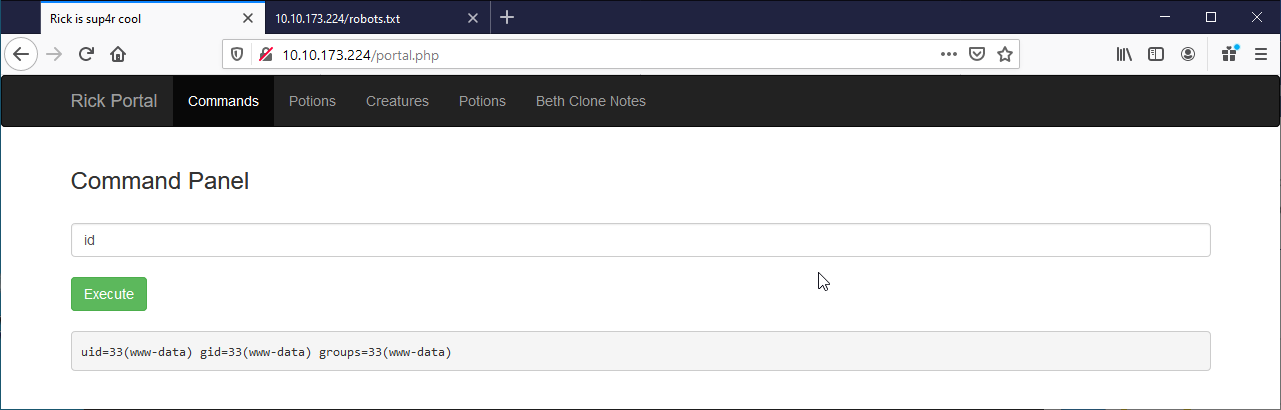 Rick is sup4r cool 10.10.173.224/robots.txt
10.10.173.224/portal.php
Rick Portal Commands Potions Creatures Potions Beth Clone Notes
Command Panel
id
Execute
uid=33(www-data) gid=33(www-data) groups=33(www-data)